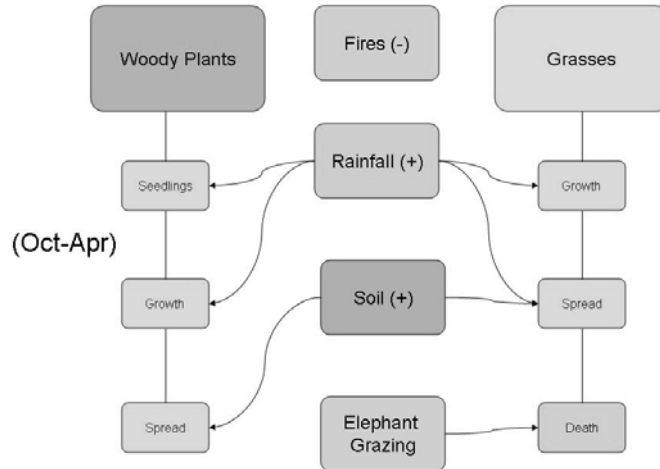 Woody Plants
Fires (-)
Grasses
Seedlings
Rainfall (+)
Growth
(Oct-Apr)
Growth
Soil (+)
Spread
Spread
Elephant
Grazing
Death